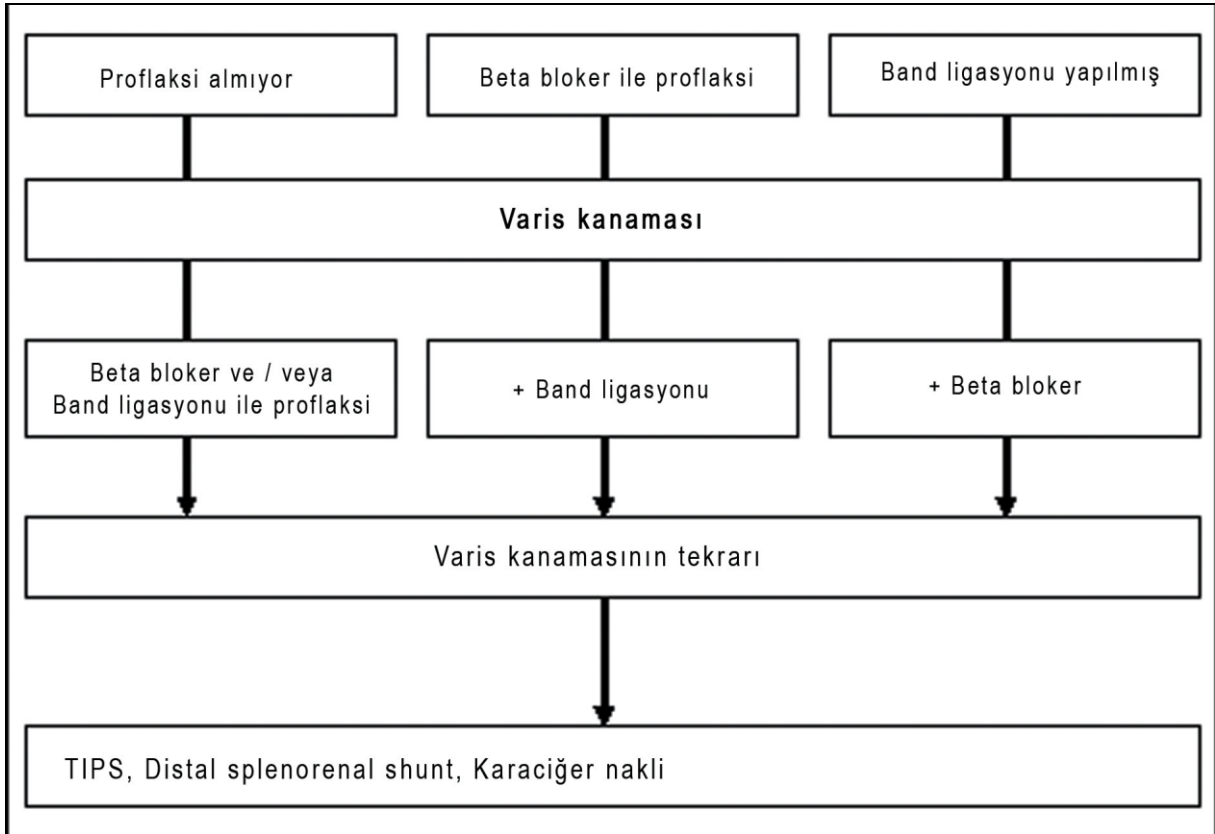 Proflaksi almıyor
Beta bloker ile proflaksi
Band ligasyonu yapılmış
Varis kanaması
Beta bloker ve / veya
Band ligasyonu ile proflaksi
+ Band ligasyonu
+ Beta bloker
Varis kanamasının tekrarı
TIPS, Distal splenorenal shunt, Karaciğer nakli